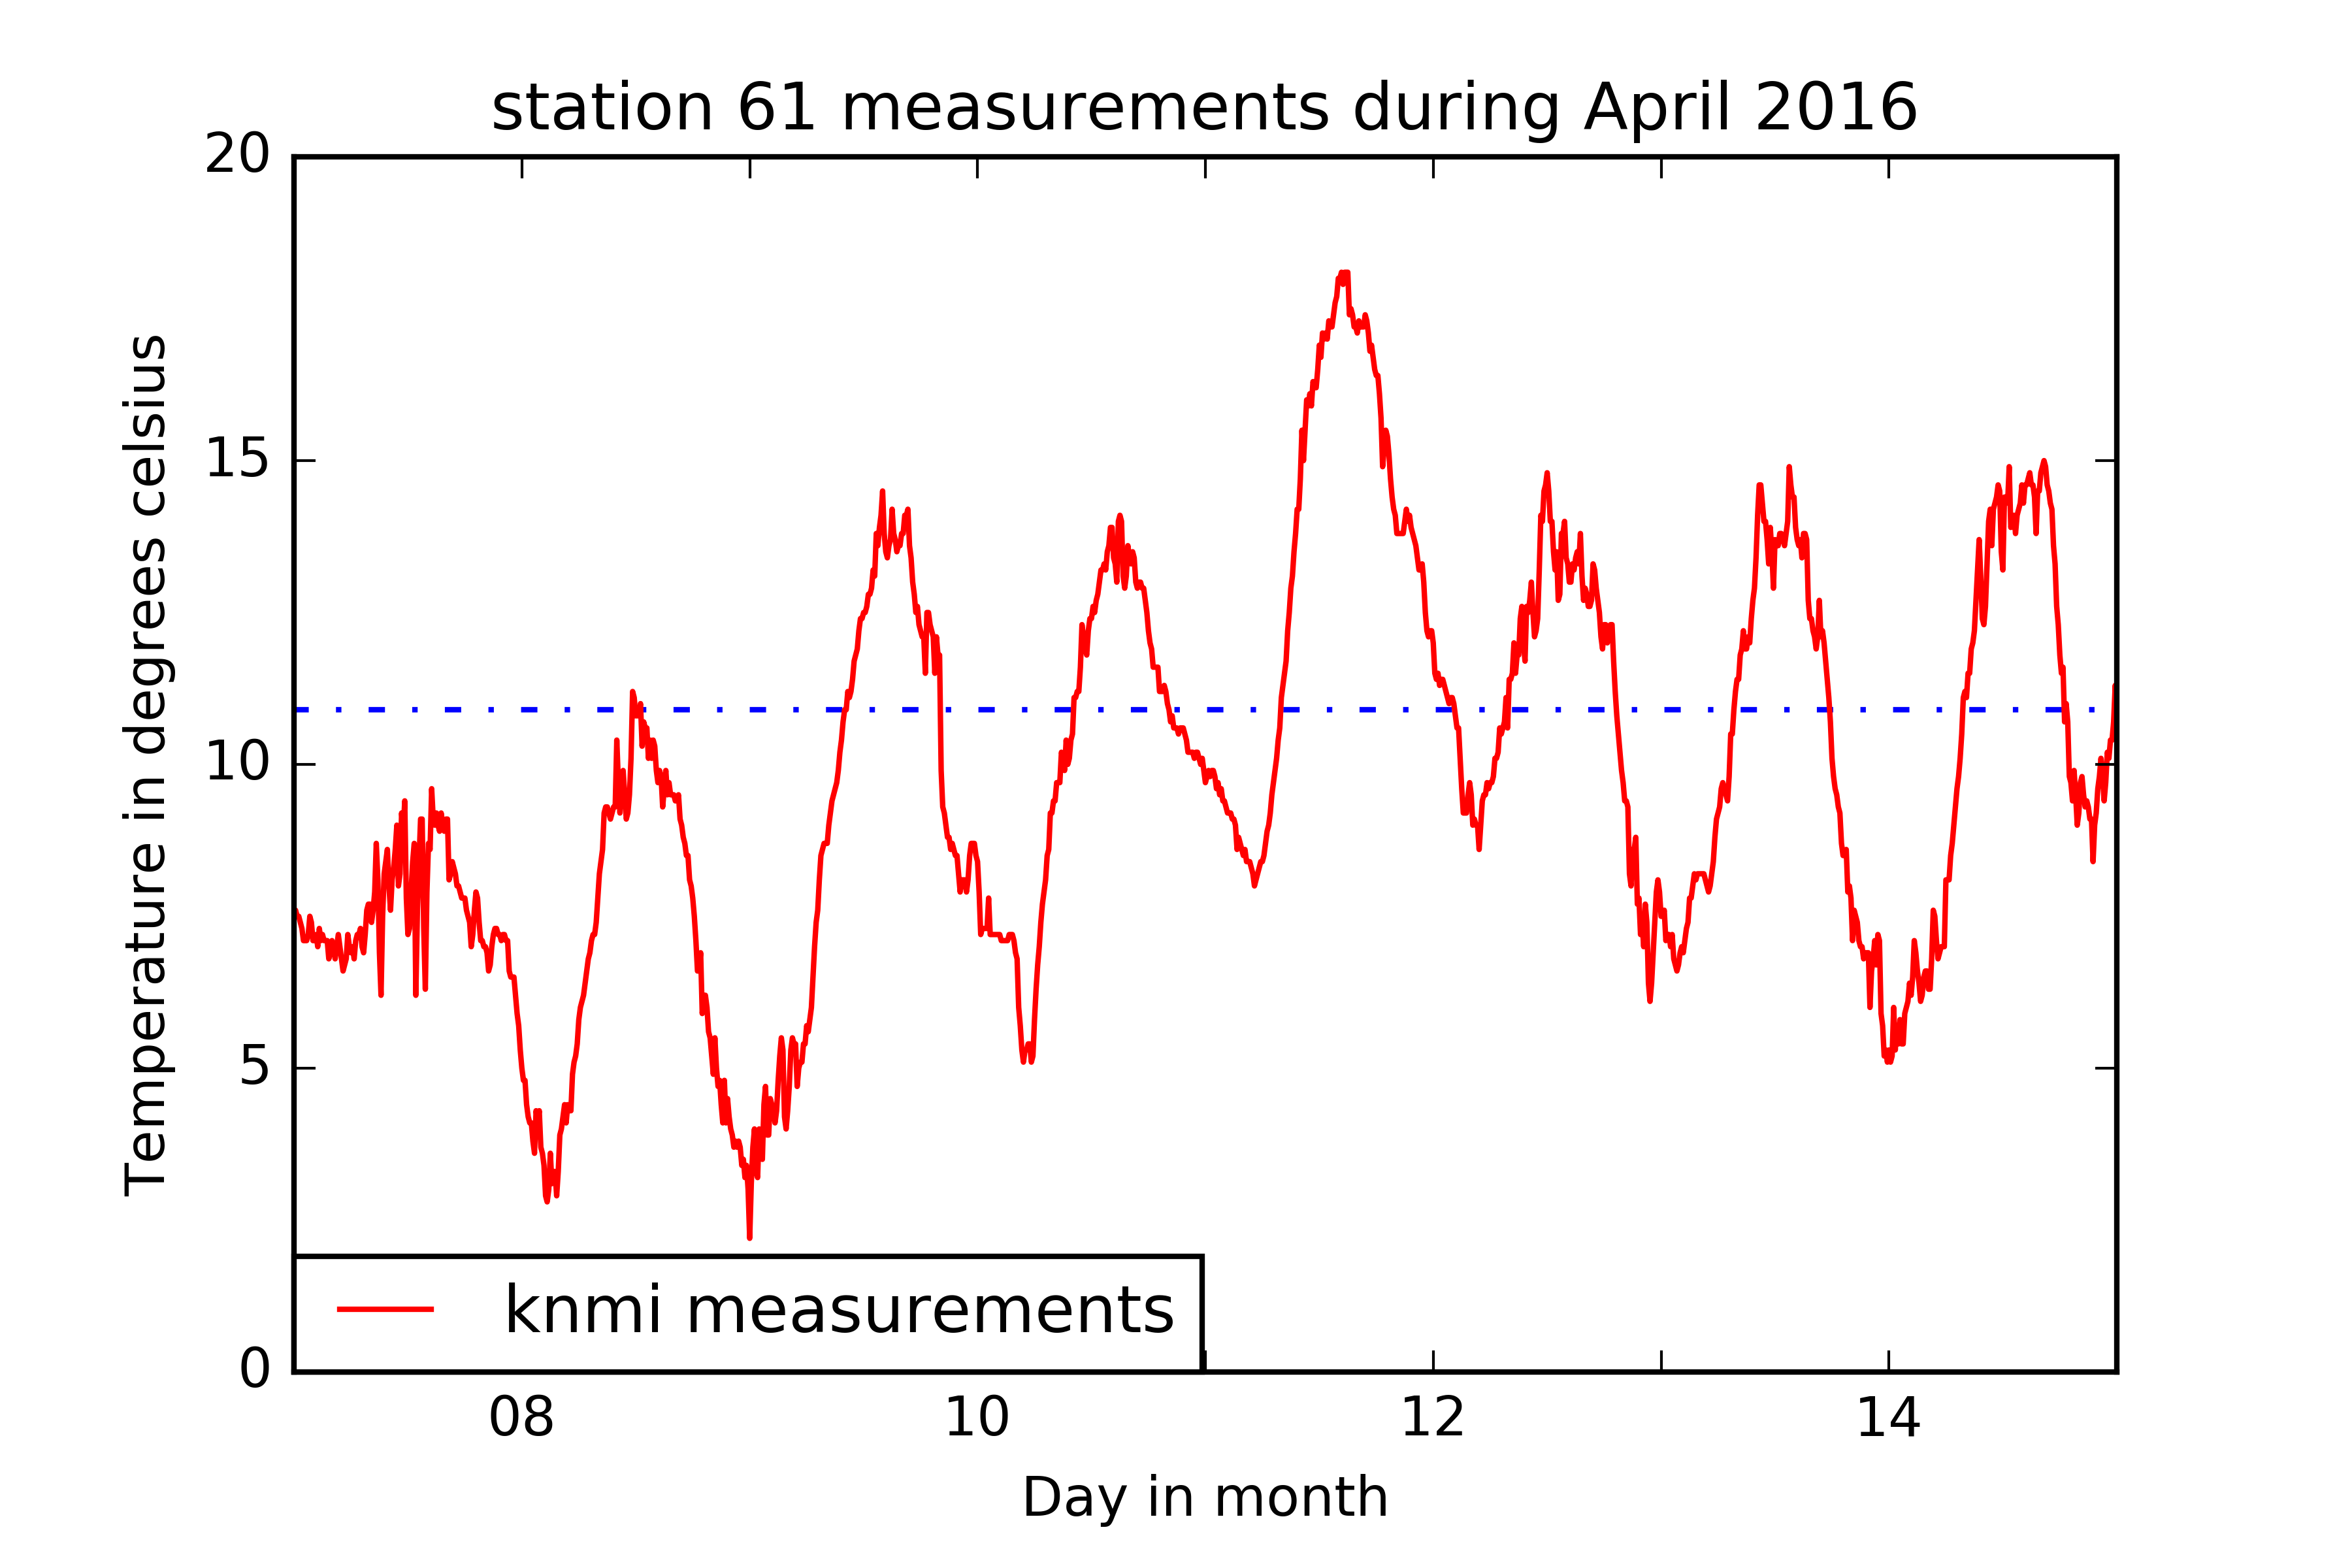 station 61 measurements during April 2016
20
15
10
5
0
Temperature in degrees celsius
knmi measurements
08 10 12 14
Day in month